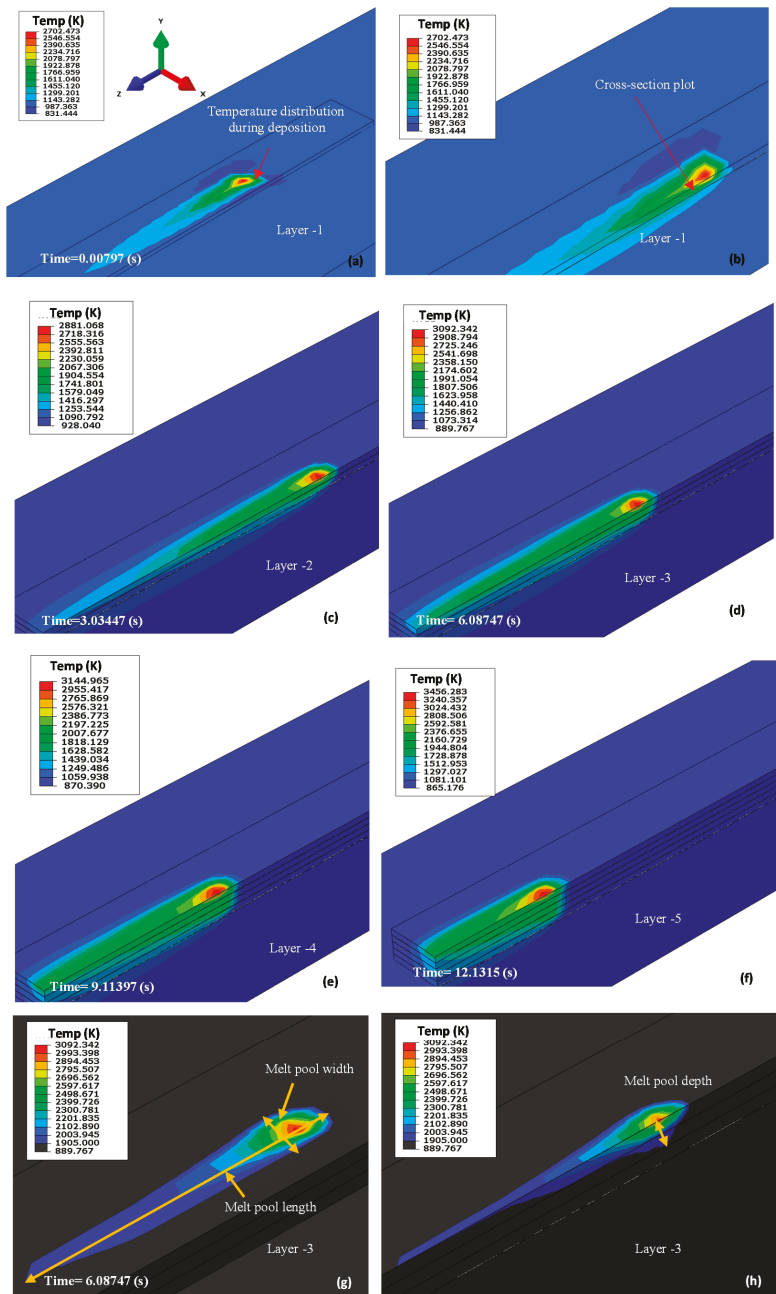 Temp (K)
2702.473
2546.554
2390.635
2234.716
2078.797
1922.878
1766.959
1611.040
1455.120
1299.201
1143.282
987.363
831.444
Y
Z
X
Temperature distribution
during deposition
Layer -1
Time=0.00797 (s)
(a)
Temp (K)
2702.473
2546.554
2390.635
2234.716
2078.797
1922.878
1766.959
1611.040
1455.120
1299.201
1143.282
987.363
831.444
Cross-section plot
Layer -1
(b)
Temp (K)
2881.068
2718.316
2555.563
2392.811
2230.059
2067.306
1904.554
1741.801
1579.049
1416.297
1253.544
1090.792
928.040
Layer -2
Time=3.03447 (s)
(c)
Temp (K)
3092.342
2908.794
2725.246
2541.698
2358.150
2174.602
1991.054
1807.506
1623.958
1440.410
1256.862
1073.314
889.767
Layer -3
Time= 6.08747 (s)
(d)
Temp (K)
3144.965
2955.417
2765.869
2576.321
2386.773
2197.225
2007.677
1818.129
1628.582
1439.034
1249.486
1059.938
870.390
Layer -4
Time= 9.11397 (s)
(e)
Temp (K)
3456.283
3240.357
3024.432
2808.506
2592.581
2376.655
2160.729
1944.804
1728.878
1512.953
1297.027
1081.101
865.176
Layer -5
Time= 12.1315 (s)
(f)
Temp (K)
3092.342
2993.398
2894.453
2795.507
2696.562
2597.617
2498.671
2399.726
2300.781
2201.835
2102.890
2003.945
1905.000
889.767
Melt pool width
Melt pool length
Layer -3
Time= 6.08747 (s)
(g)
Temp (K)
3092.342
2993.398
2894.453
2795.507
2696.562
2597.617
2498.671
2399.726
2300.781
2201.835
2102.890
2003.945
1905.000
889.767
Melt pool depth
Layer -3
(h)